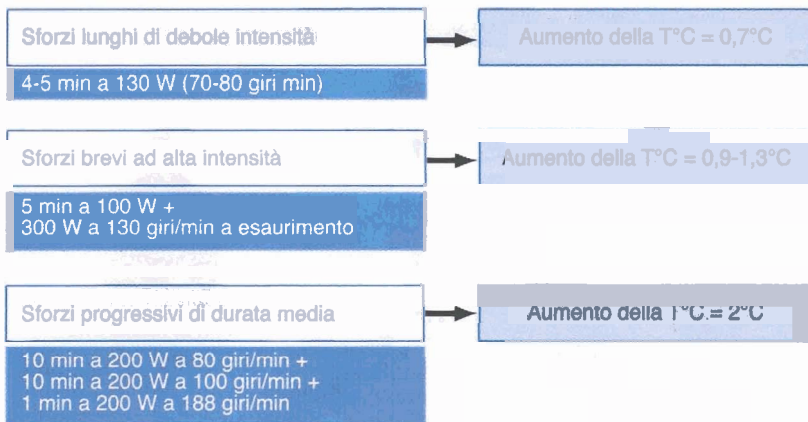 Sforzi lunghi di debole intensità
Aumento della T°C = 0,7°C
4-5 min a 130 W (70-80 giri min)
Sforzi brevi ad alta intensità
Aumento della T°C = 0,9-1,3°C
5 min a 100 W +
300 W a 130 giri/min a esaurimento
Sforzi progressivi di durata media
Aumento della T°C = 2°C
10 min a 200 W a 80 giri/min +
10 min a 200 W a 100 giri/min +
1 min a 200 W a 188 giri/min